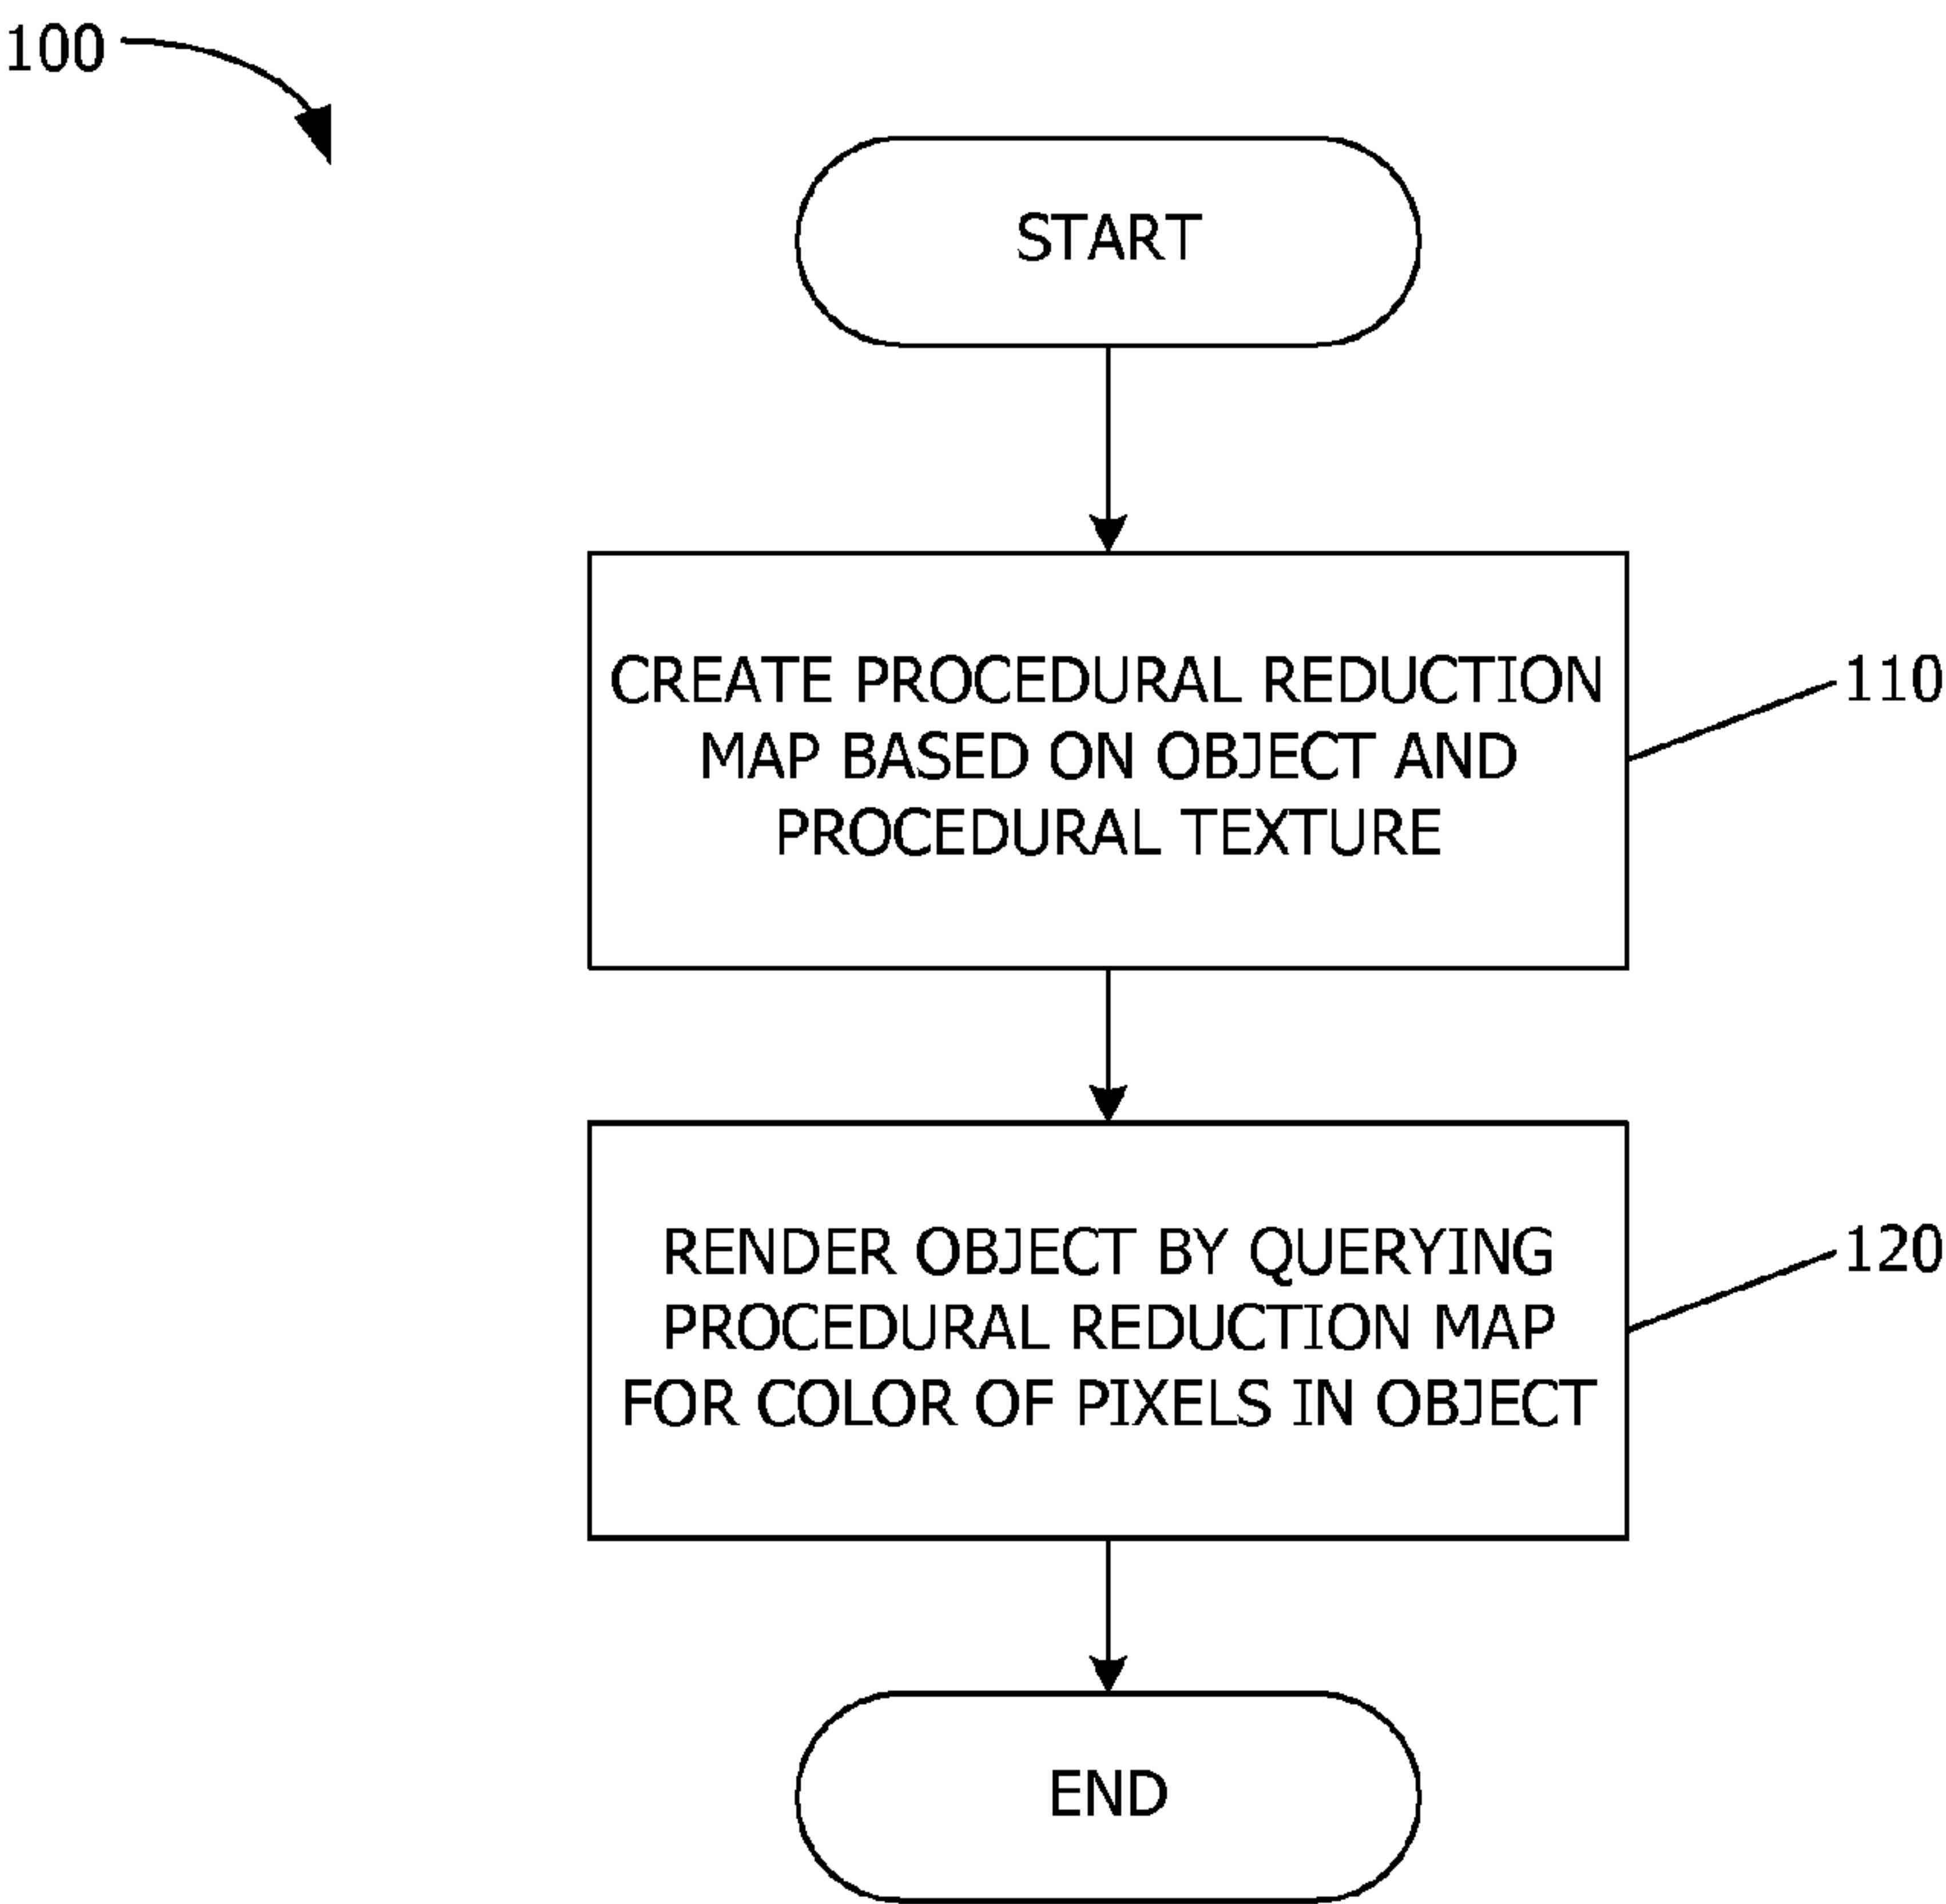 100
START
CREATE PROCEDURAL REDUCTION
MAP BASED ON OBJECT AND
PROCEDURAL TEXTURE
110
RENDER OBJECT BY QUERYING
PROCEDURAL REDUCTION MAP
FOR COLOR OF PIXELS IN OBJECT
120
END